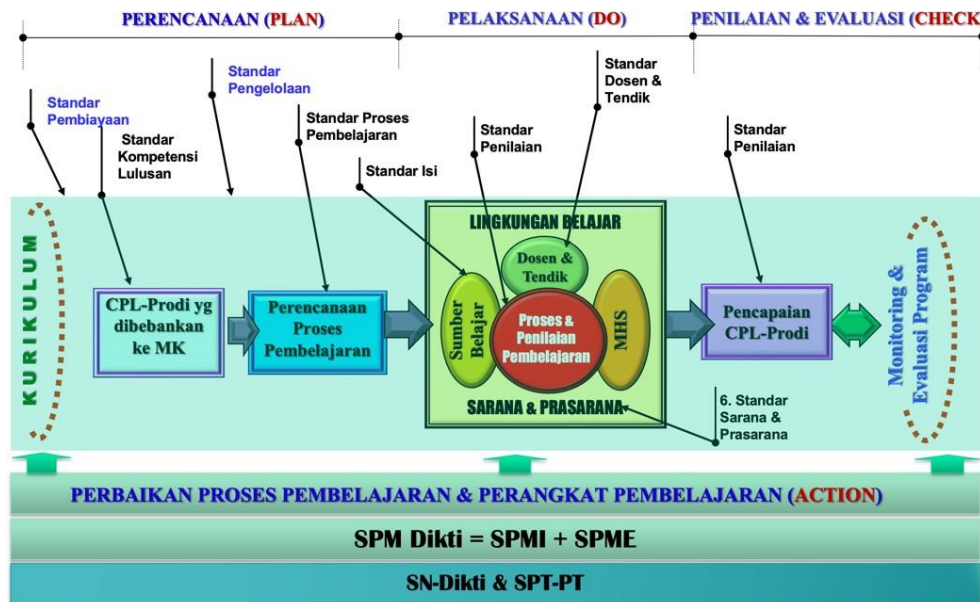 PERENCANAAN (PLAN)
PELAKSANAAN (DO)
PENILAIAN & EVALUASI (CHECK
Standar
Pembiayaan
Standar
Kompetensi
Lulusan
Standar
Pengelolaan
Standar Proses
Pembelajaran
Standar Isi
Standar
Penilaian
Standar
Dosen &
Tendik
Standar
Penilaian
KURIKULUM
CPL-Prodi yg
dibebankan
ke MK
Perencanaan
Proses
Pembelajaran
LINGKUNGAN BELAJAR
Dosen &
Tendik
Sumber
Belajar
Proses &
Penilaian
Pembelajaran
MHS
SARANA & PRASARANA
Pencapaian
CPL-Prodi
Monitoring &
Evaluasi Program
6. Standar
Sarana &
Prasarana
PERBAIKAN PROSES PEMBELAJARAN & PERANGKAT PEMBELAJARAN (ACTION)
SPM Dikti = SPMI + SPME
SN-Dikti & SPT-PT